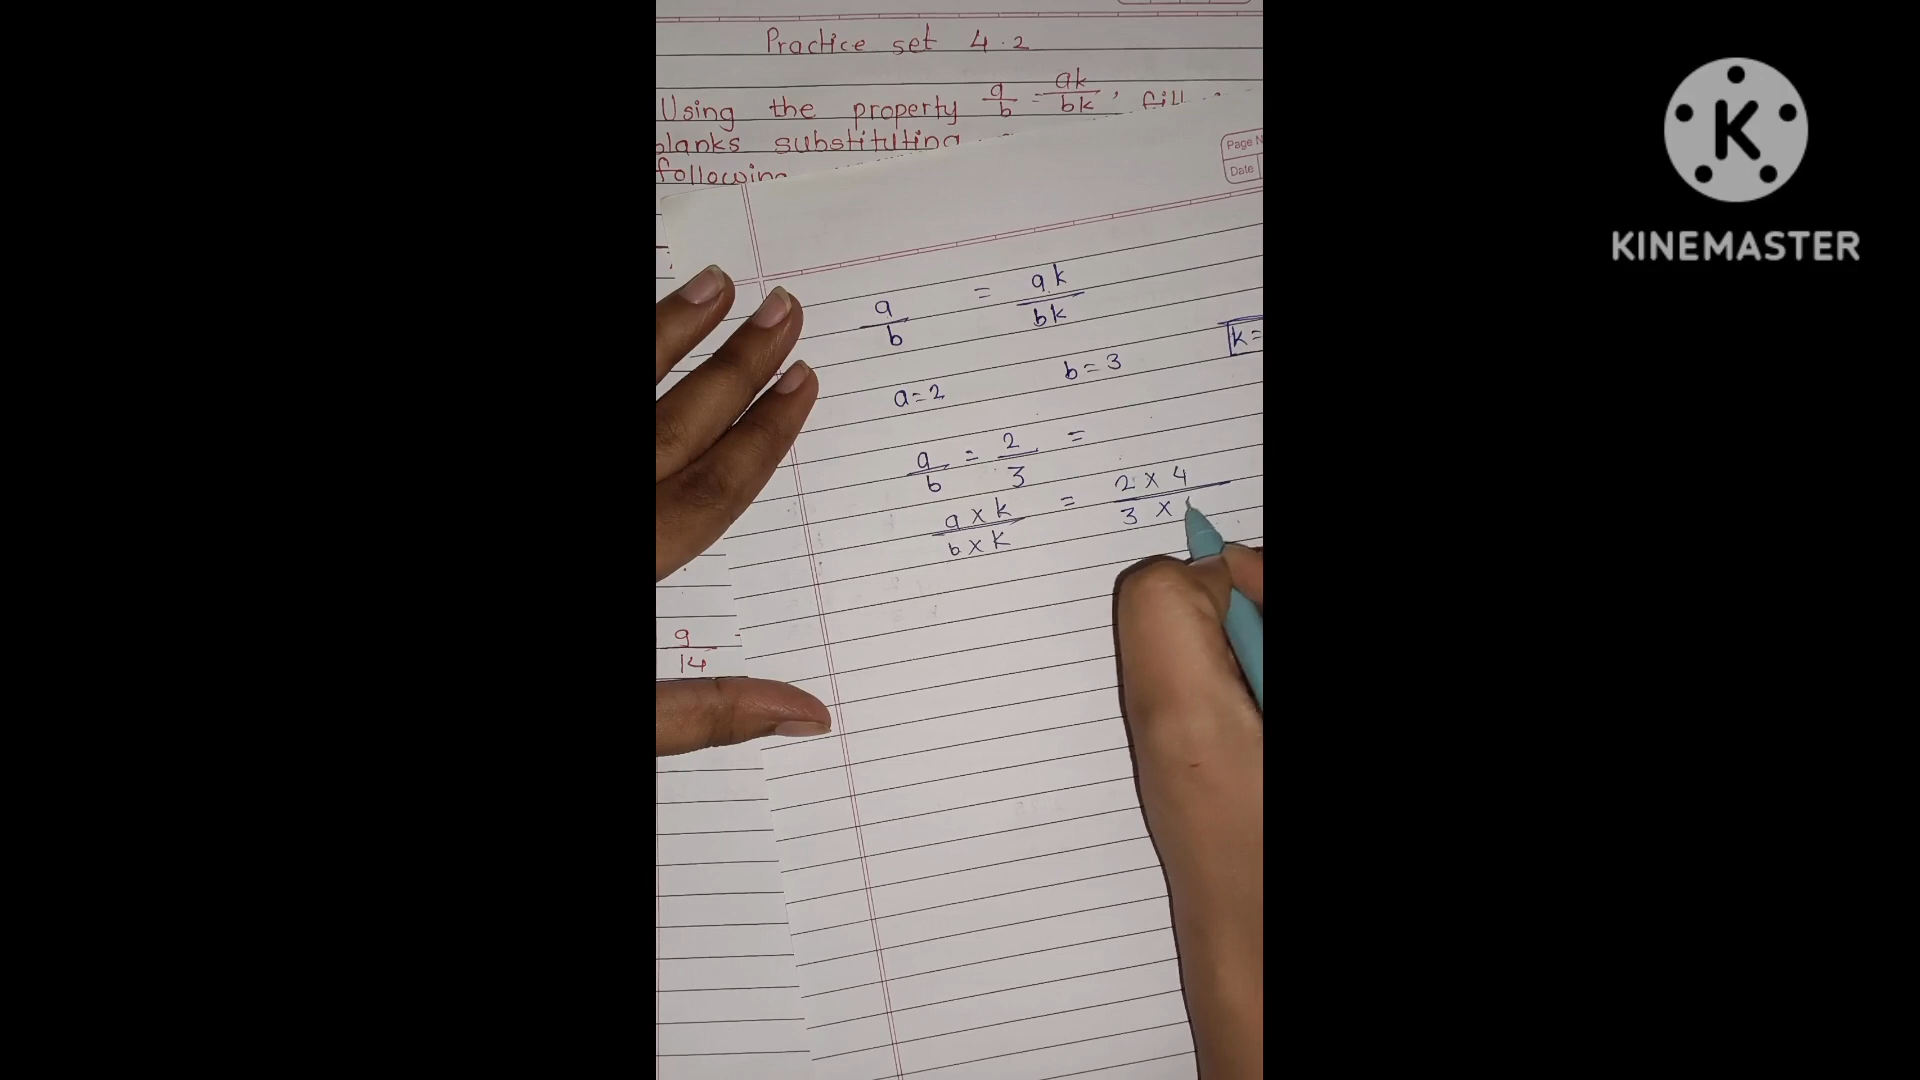 Practice set 4.2
Using the property a/b = ak/bk, fill
blanks substituting
following
Page N
Date
a/b = ak/bk
k=
a=2 b=3
a/b = 2/3 =
a×k/b×k = 2×4/3×
9/14
K
KINEMASTER